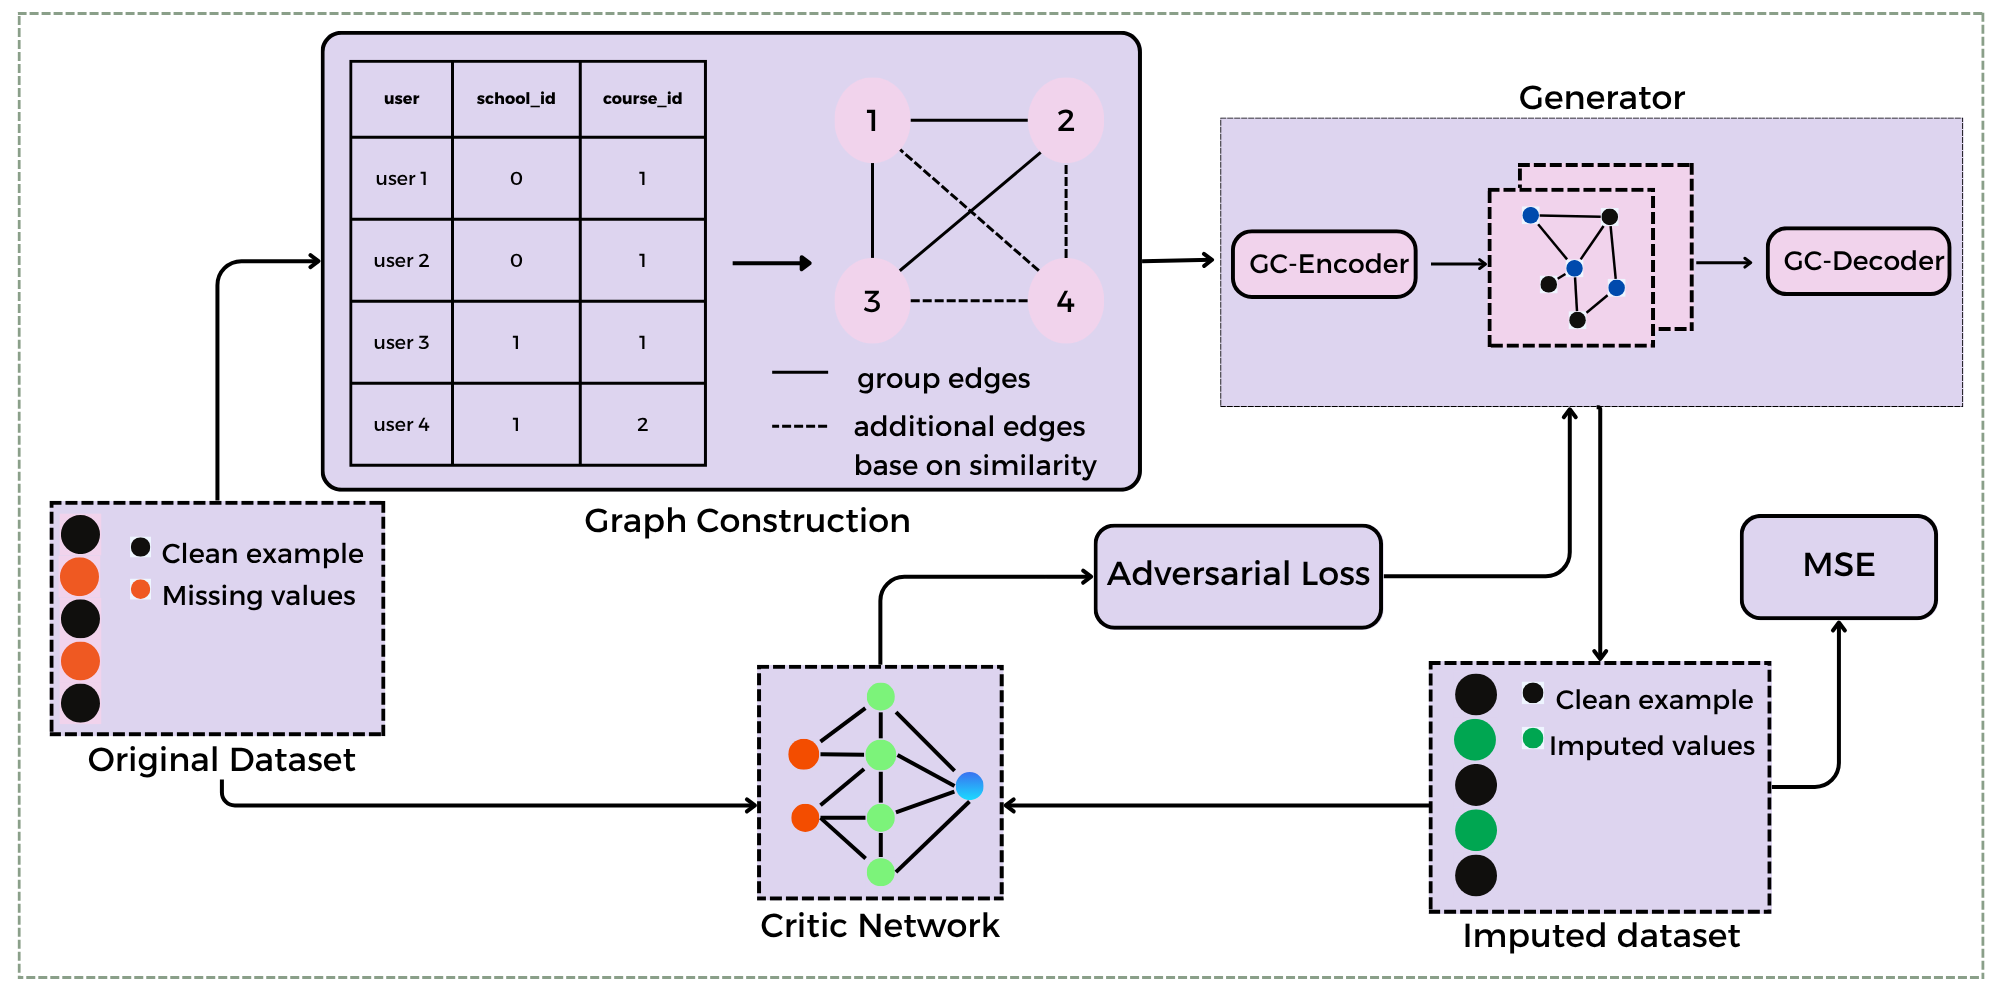 user school_id course_id
user 1 0 1
user 2 0 1
user 3 1 1
user 4 1 2
1 2
3 4
group edges
additional edges
base on similarity
Graph Construction
Generator
GC-Encoder
GC-Decoder
Clean example
Missing values
Original Dataset
Adversarial Loss
MSE
Critic Network
Clean example
Imputed values
Imputed dataset